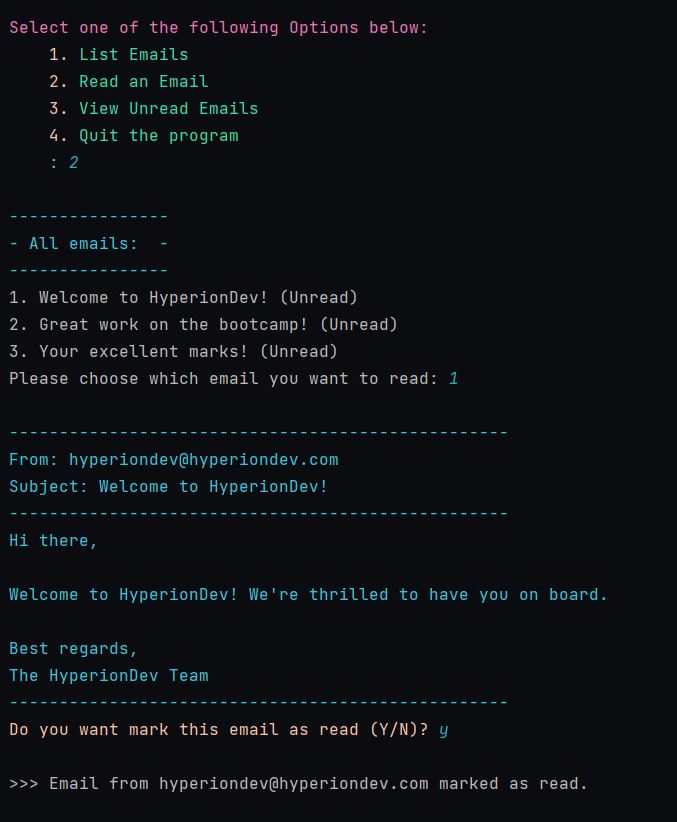 Select one of the following Options below:
    1. List Emails
    2. Read an Email
    3. View Unread Emails
    4. Quit the program
    : 2
----------------
- All emails:  -
----------------
1. Welcome to HyperionDev! (Unread)
2. Great work on the bootcamp! (Unread)
3. Your excellent marks! (Unread)
Please choose which email you want to read: 1
--------------------------------------------------
From: hyperiondev@hyperiondev.com
Subject: Welcome to HyperionDev!
--------------------------------------------------
Hi there,
Welcome to HyperionDev! We're thrilled to have you on board.
Best regards,
The HyperionDev Team
--------------------------------------------------
Do you want mark this email as read (Y/N)? y
>>> Email from hyperiondev@hyperiondev.com marked as read.